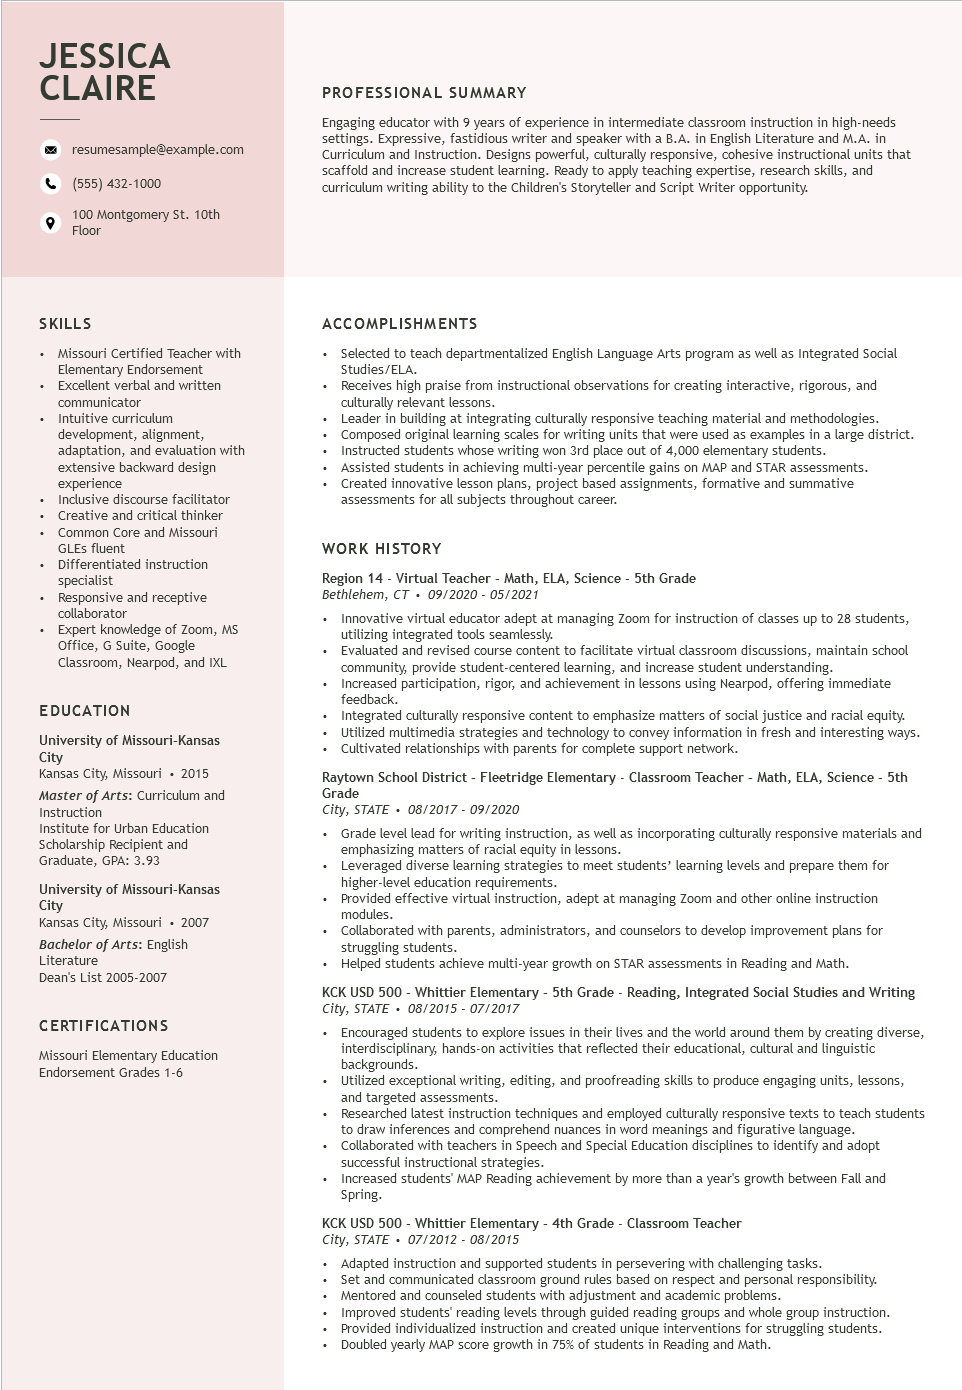 JESSICA
CLAIRE
resumesample@example.com
(555) 432-1000
100 Montgomery St. 10th
Floor
PROFESSIONAL SUMMARY
Engaging educator with 9 years of experience in intermediate classroom instruction in high-needs
settings. Expressive, fastidious writer and speaker with a B.A. in English Literature and M.A. in
Curriculum and Instruction. Designs powerful, culturally responsive, cohesive instructional units that
scaffold and increase student learning. Ready to apply teaching expertise, research skills, and
curriculum writing ability to the Children's Storyteller and Script Writer opportunity.
SKILLS
• Missouri Certified Teacher with
Elementary Endorsement
• Excellent verbal and written
communicator
• Intuitive curriculum
development, alignment,
adaptation, and evaluation with
extensive backward design
experience
• Inclusive discourse facilitator
• Creative and critical thinker
• Common Core and Missouri
GLEs fluent
• Differentiated instruction
specialist
• Responsive and receptive
collaborator
• Expert knowledge of Zoom, MS
Office, G Suite, Google
Classroom, Nearpod, and IXL
EDUCATION
University of Missouri-Kansas
City
Kansas City, Missouri • 2015
Master of Arts: Curriculum and
Instruction
Institute for Urban Education
Scholarship Recipient and
Graduate, GPA: 3.93
University of Missouri-Kansas
City
Kansas City, Missouri • 2007
Bachelor of Arts: English
Literature
Dean's List 2005-2007
CERTIFICATIONS
Missouri Elementary Education
Endorsement Grades 1-6
ACCOMPLISHMENTS
• Selected to teach departmentalized English Language Arts program as well as Integrated Social
Studies/ELA.
• Receives high praise from instructional observations for creating interactive, rigorous, and
culturally relevant lessons.
• Leader in building at integrating culturally responsive teaching material and methodologies.
• Composed original learning scales for writing units that were used as examples in a large district.
• Instructed students whose writing won 3rd place out of 4,000 elementary students.
• Assisted students in achieving multi-year percentile gains on MAP and STAR assessments.
• Created innovative lesson plans, project based assignments, formative and summative
assessments for all subjects throughout career.
WORK HISTORY
Region 14 - Virtual Teacher – Math, ELA, Science – 5th Grade
Bethlehem, CT • 09/2020 - 05/2021
• Innovative virtual educator adept at managing Zoom for instruction of classes up to 28 students,
utilizing integrated tools seamlessly.
• Evaluated and revised course content to facilitate virtual classroom discussions, maintain school
community, provide student-centered learning, and increase student understanding.
• Increased participation, rigor, and achievement in lessons using Nearpod, offering immediate
feedback.
• Integrated culturally responsive content to emphasize matters of social justice and racial equity.
• Utilized multimedia strategies and technology to convey information in fresh and interesting ways.
• Cultivated relationships with parents for complete support network.
Raytown School District - Fleetridge Elementary - Classroom Teacher – Math, ELA, Science – 5th
Grade
City, STATE • 08/2017 - 09/2020
• Grade level lead for writing instruction, as well as incorporating culturally responsive materials and
emphasizing matters of racial equity in lessons.
• Leveraged diverse learning strategies to meet students’ learning levels and prepare them for
higher-level education requirements.
• Provided effective virtual instruction, adept at managing Zoom and other online instruction
modules.
• Collaborated with parents, administrators, and counselors to develop improvement plans for
struggling students.
• Helped students achieve multi-year growth on STAR assessments in Reading and Math.
KCK USD 500 – Whittier Elementary – 5th Grade - Reading, Integrated Social Studies and Writing
City, STATE • 08/2015 - 07/2017
• Encouraged students to explore issues in their lives and the world around them by creating diverse,
interdisciplinary, hands-on activities that reflected their educational, cultural and linguistic
backgrounds.
• Utilized exceptional writing, editing, and proofreading skills to produce engaging units, lessons,
and targeted assessments.
• Researched latest instruction techniques and employed culturally responsive texts to teach students
to draw inferences and comprehend nuances in word meanings and figurative language.
• Collaborated with teachers in Speech and Special Education disciplines to identify and adopt
successful instructional strategies.
• Increased students' MAP Reading achievement by more than a year's growth between Fall and
Spring.
KCK USD 500 – Whittier Elementary – 4th Grade - Classroom Teacher
City, STATE • 07/2012 - 08/2015
• Adapted instruction and supported students in persevering with challenging tasks.
• Set and communicated classroom ground rules based on respect and personal responsibility.
• Mentored and counseled students with adjustment and academic problems.
• Improved students' reading levels through guided reading groups and whole group instruction.
• Provided individualized instruction and created unique interventions for struggling students.
• Doubled yearly MAP score growth in 75% of students in Reading and Math.